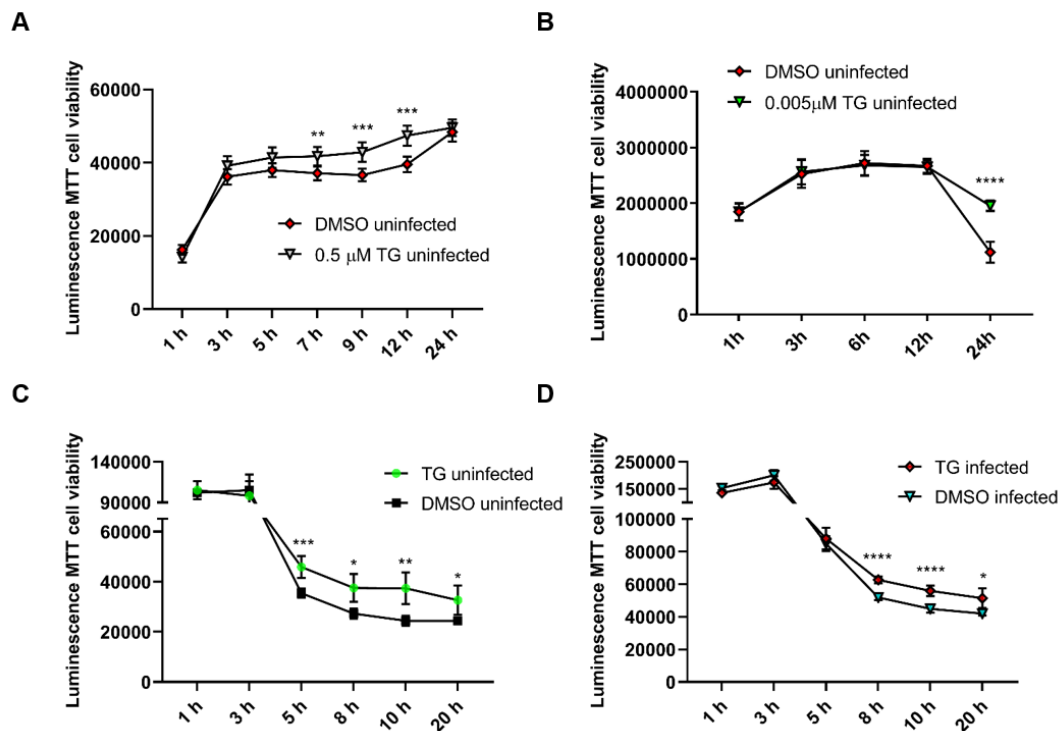 A
Luminescence MTT cell viability
60000
40000
20000
0
** *** ***
DMSO uninfected
0.5 μM TG uninfected
1 h 3 h 5 h 7 h 9 h 12 h 24 h
B
Luminescence MTT cell viability
4000000
3000000
2000000
1000000
0
DMSO uninfected
0.005μM TG uninfected
****
1h 3h 6h 12h 24h
C
Luminescence MTT cell viability
140000
90000
60000
40000
20000
0
TG uninfected
DMSO uninfected
*** * ** *
1 h 3 h 5 h 8 h 10 h 20 h
D
Luminescence MTT cell viability
250000
150000
100000
80000
60000
40000
20000
0
TG infected
DMSO infected
**** **** *
1 h 3 h 5 h 8 h 10 h 20 h